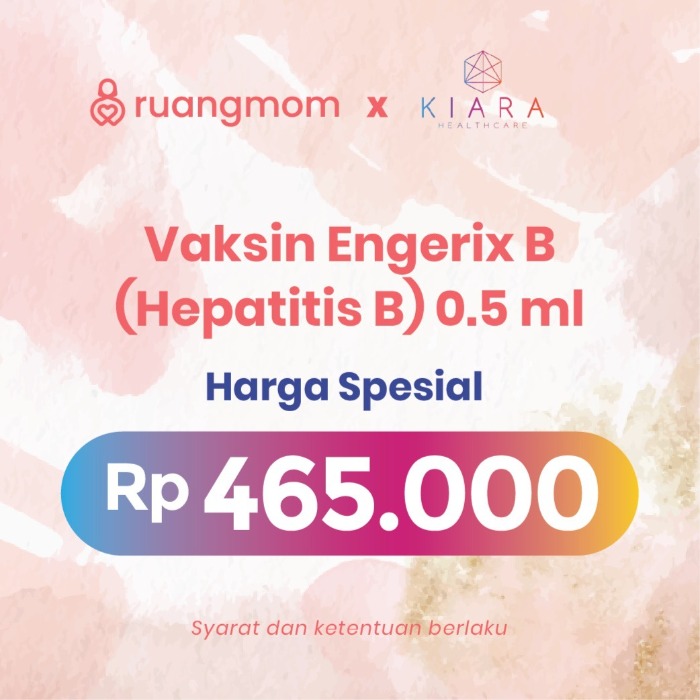 ruangmom x KIARA
HEALTHCARE
Vaksin Engerix B
(Hepatitis B) 0.5 ml
Harga Spesial
Rp 465.000
Syarat dan ketentuan berlaku